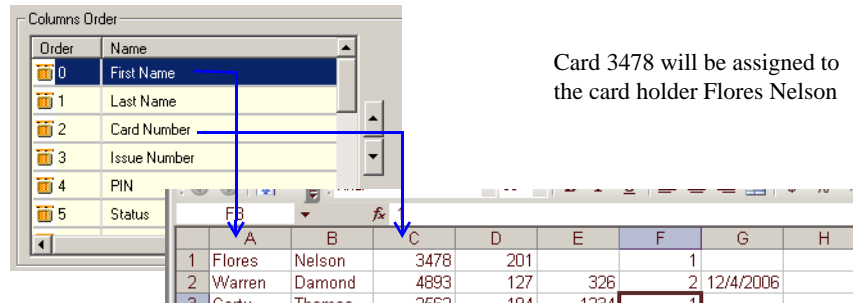 Columns Order
Order Name
0 First Name
1 Last Name
2 Card Number
3 Issue Number
4 PIN
5 Status
Card 3478 will be assigned to
the card holder Flores Nelson
F3 fx 1
A B C D E F G H
1 Flores Nelson 3478 201 1
2 Warren Damond 4893 127 326 2 12/4/2006